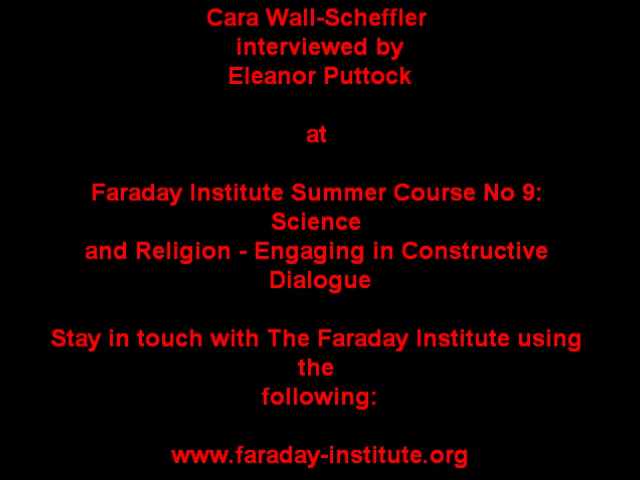 Cara Wall-Scheffler
interviewed by
Eleanor Puttock
at
Faraday Institute Summer Course No 9:
Science
and Religion - Engaging in Constructive
Dialogue
Stay in touch with The Faraday Institute using
the
following:
www.faraday-institute.org